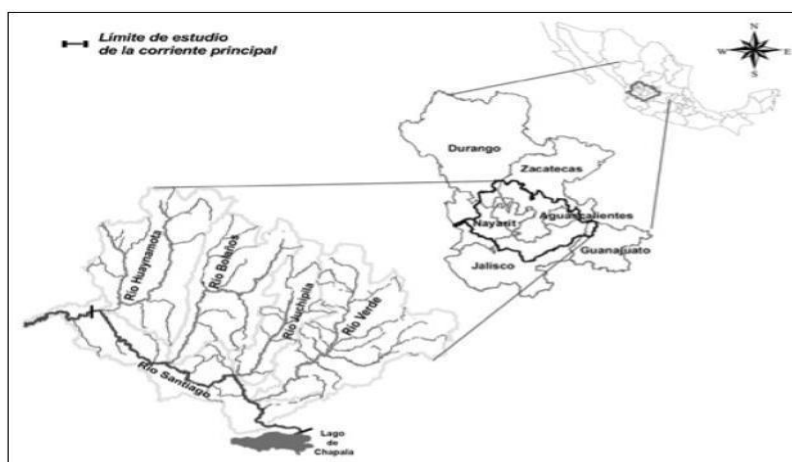 Límite de estudio
de la corriente principal
N
W
E
S
Durango
Zacatecas
Nayarit
Aguascalientes
Guanajuato
Jalisco
Río Huaynamota
Río Bolaños
Río Juchipila
Río Verde
Río Santiago
Lago
de
Chapala